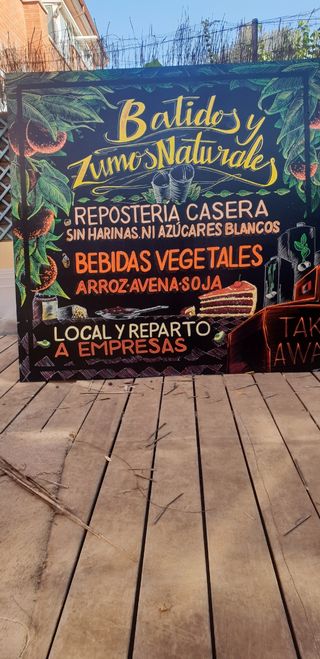 Batidos y
Zumos Naturales
REPOSTERIA CASERA
SIN HARINAS, NI AZÚCARES BLANCOS
BEBIDAS VEGETALES
ARROZ-AVENA-SOJA
LOCAL Y REPARTO
A EMPRESAS
TAK
AWA